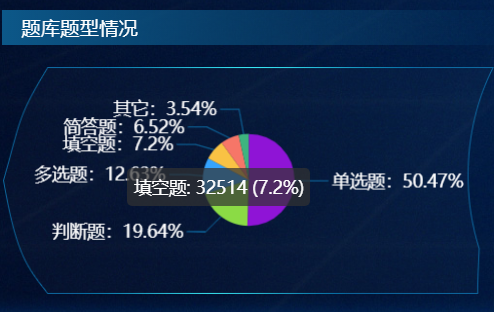 题库题型情况
其它：3.54%
简答题：6.52%
填空题：7.2%
多选题：12.63%
填空题: 32514 (7.2%)
单选题：50.47%
判断题：19.64%